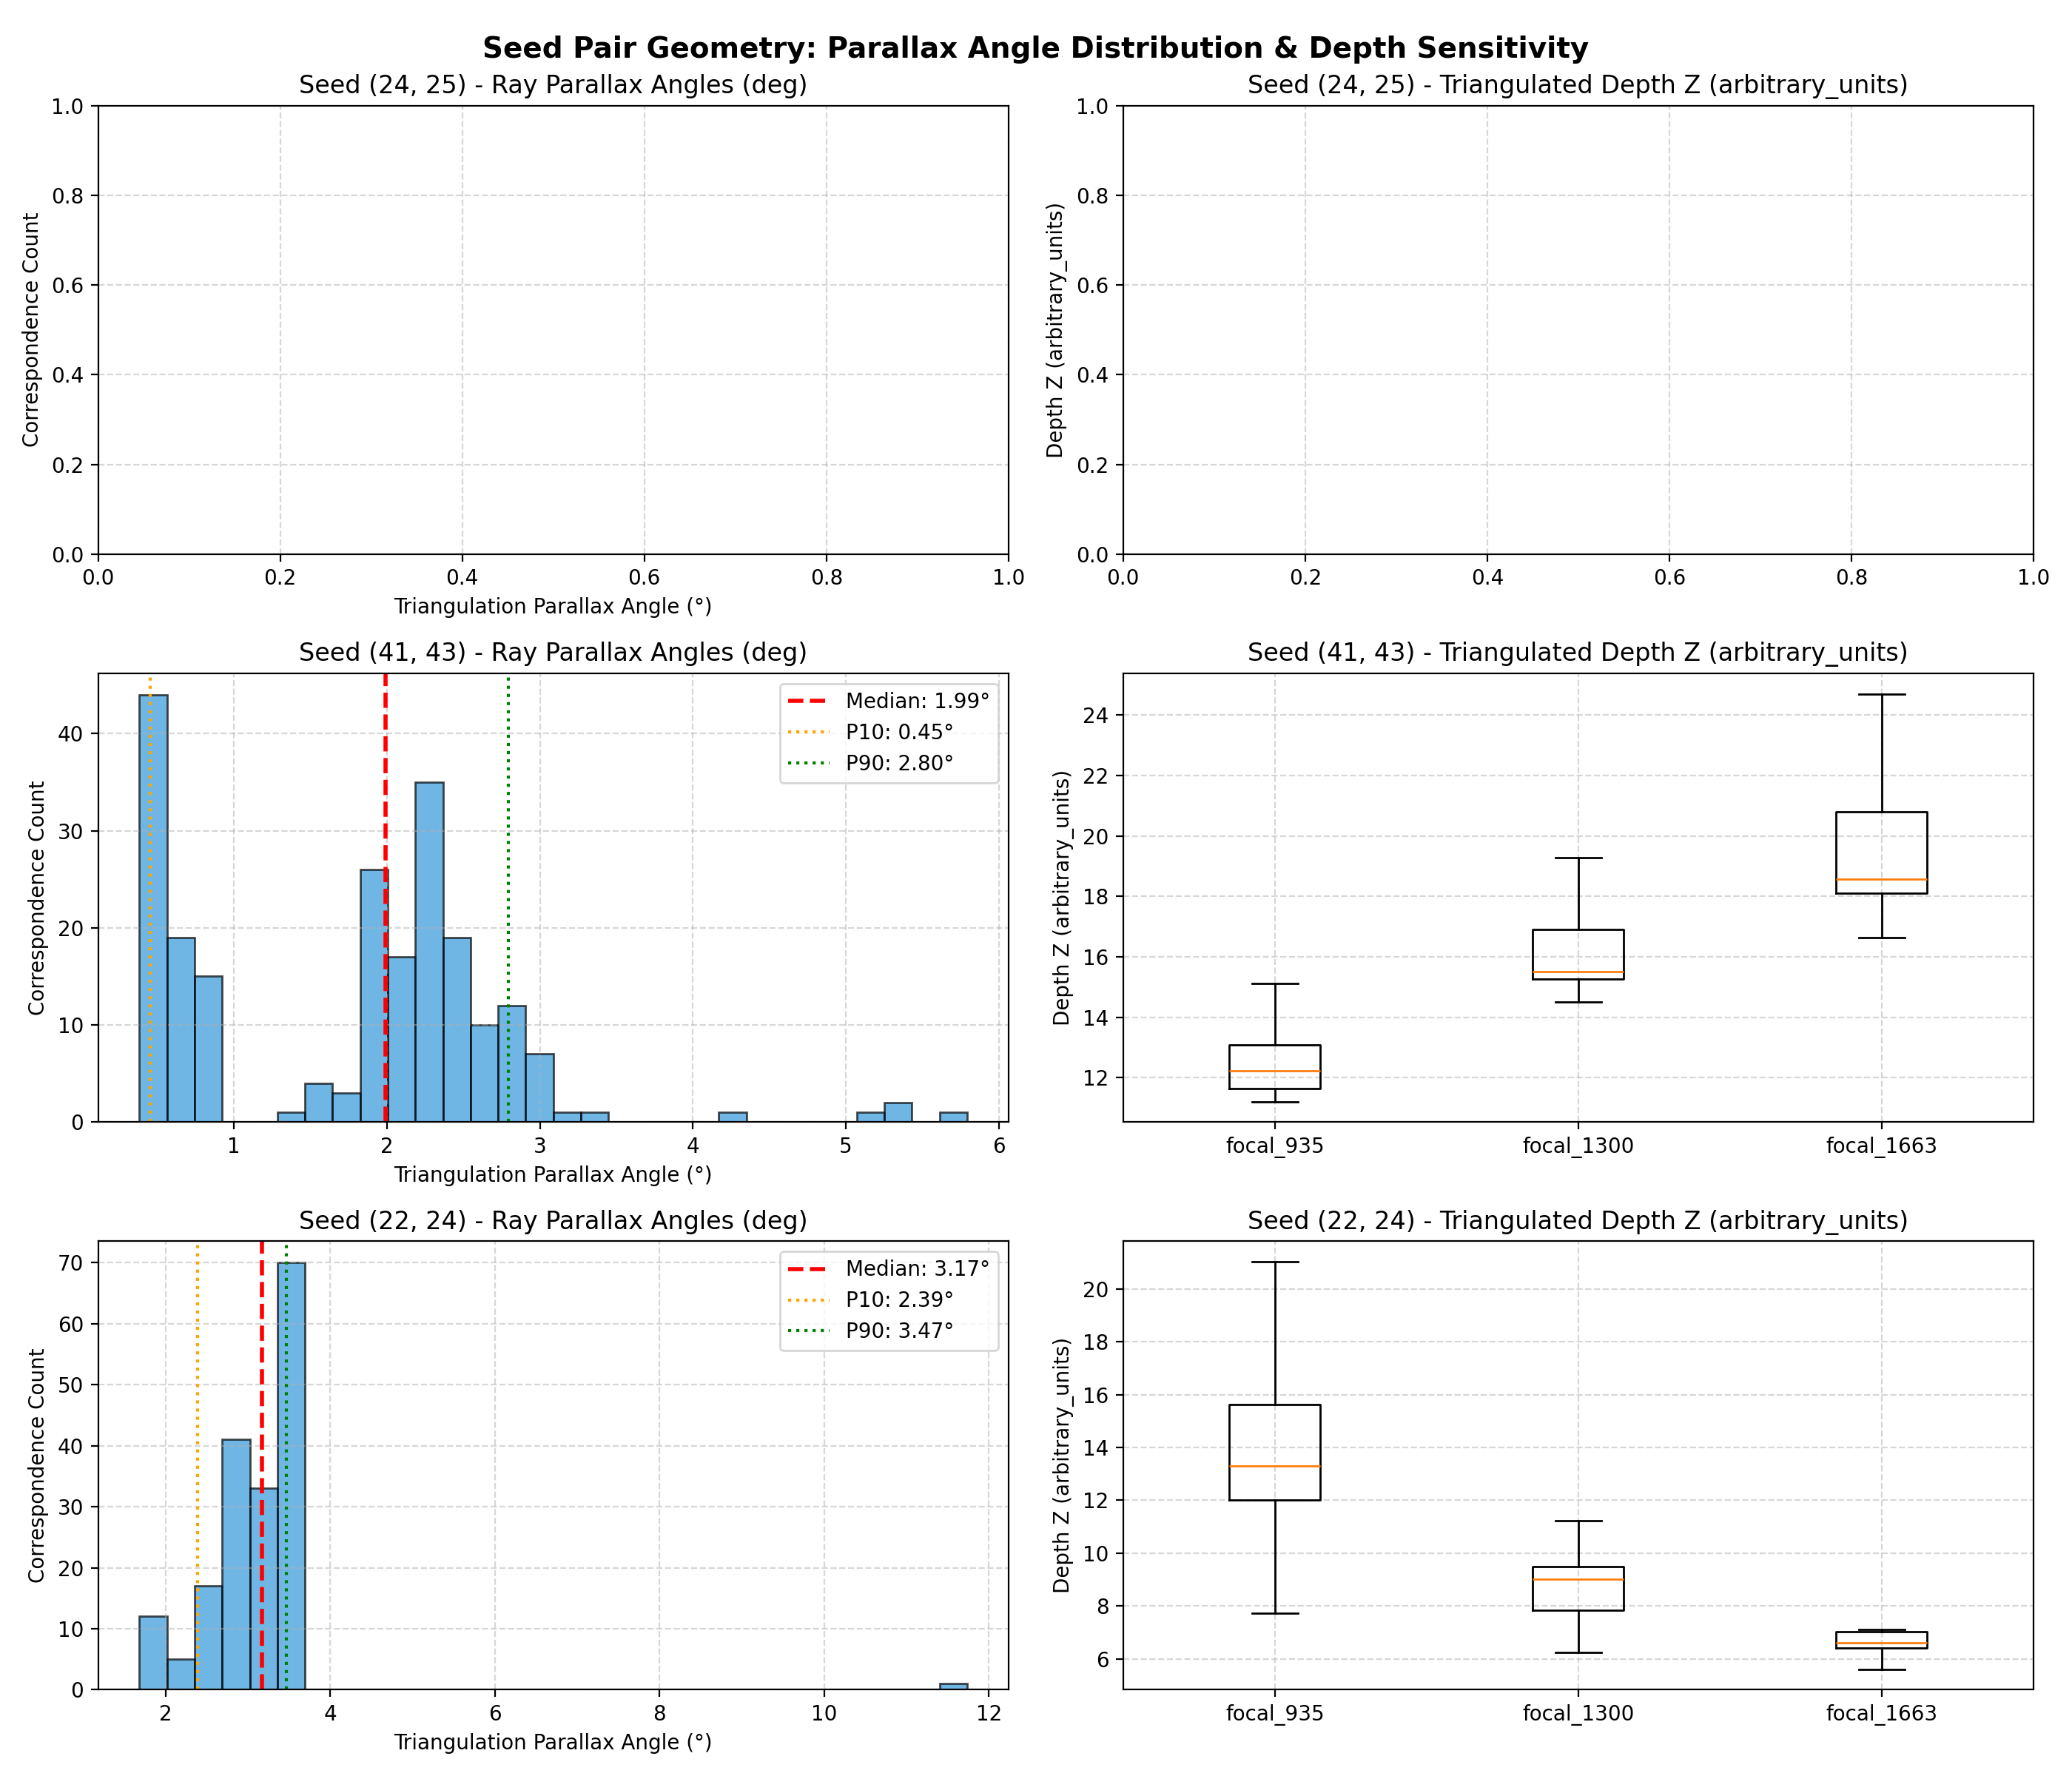 Seed Pair Geometry: Parallax Angle Distribution & Depth Sensitivity
Seed (24, 25) - Ray Parallax Angles (deg)
Correspondence Count
1.0
0.8
0.6
0.4
0.2
0.0
0.0 0.2 0.4 0.6 0.8 1.0
Triangulation Parallax Angle (°)
Seed (24, 25) - Triangulated Depth Z (arbitrary_units)
Depth Z (arbitrary_units)
1.0
0.8
0.6
0.4
0.2
0.0
0.0 0.2 0.4 0.6 0.8 1.0
Seed (41, 43) - Ray Parallax Angles (deg)
Correspondence Count
40
30
20
10
0
Median: 1.99°
P10: 0.45°
P90: 2.80°
1 2 3 4 5 6
Triangulation Parallax Angle (°)
Seed (41, 43) - Triangulated Depth Z (arbitrary_units)
Depth Z (arbitrary_units)
24
22
20
18
16
14
12
focal_935 focal_1300 focal_1663
Seed (22, 24) - Ray Parallax Angles (deg)
Correspondence Count
70
60
50
40
30
20
10
0
Median: 3.17°
P10: 2.39°
P90: 3.47°
2 4 6 8 10 12
Triangulation Parallax Angle (°)
Seed (22, 24) - Triangulated Depth Z (arbitrary_units)
Depth Z (arbitrary_units)
20
18
16
14
12
10
8
6
focal_935 focal_1300 focal_1663